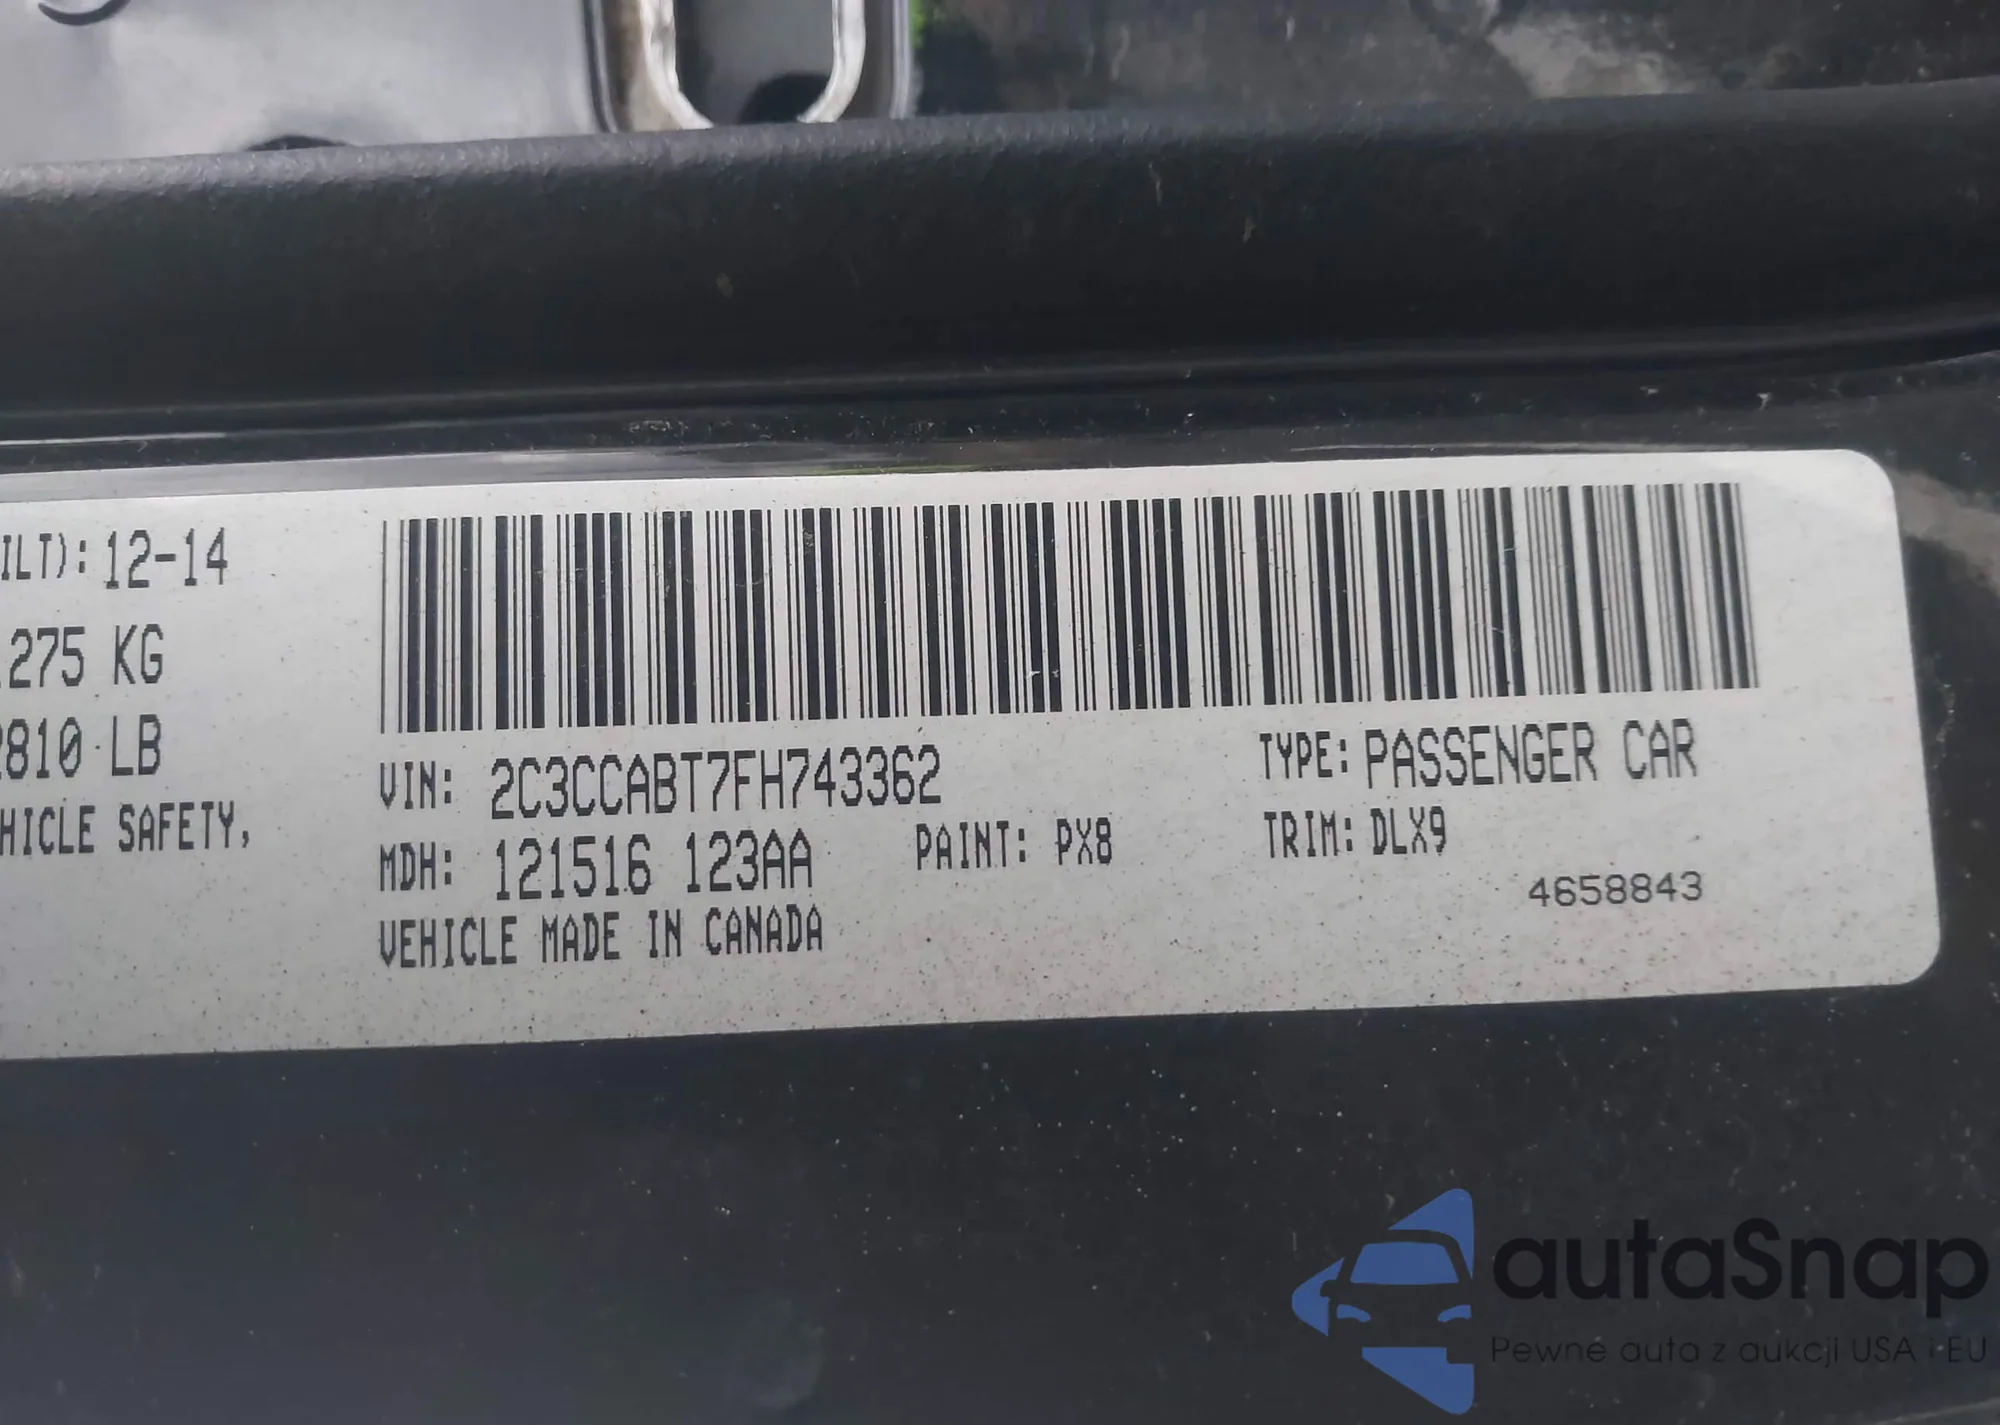 ILT): 12-14
275 KG
810 LB
HICLE SAFETY,
VIN: 2C3CCABT7FH743362
TYPE: PASSENGER CAR
MDH: 121516 123AA
PAINT: PX8
TRIM: DLX9
4658843
VEHICLE MADE IN CANADA
autaSnap
Pewne auta z aukcji USA i EU